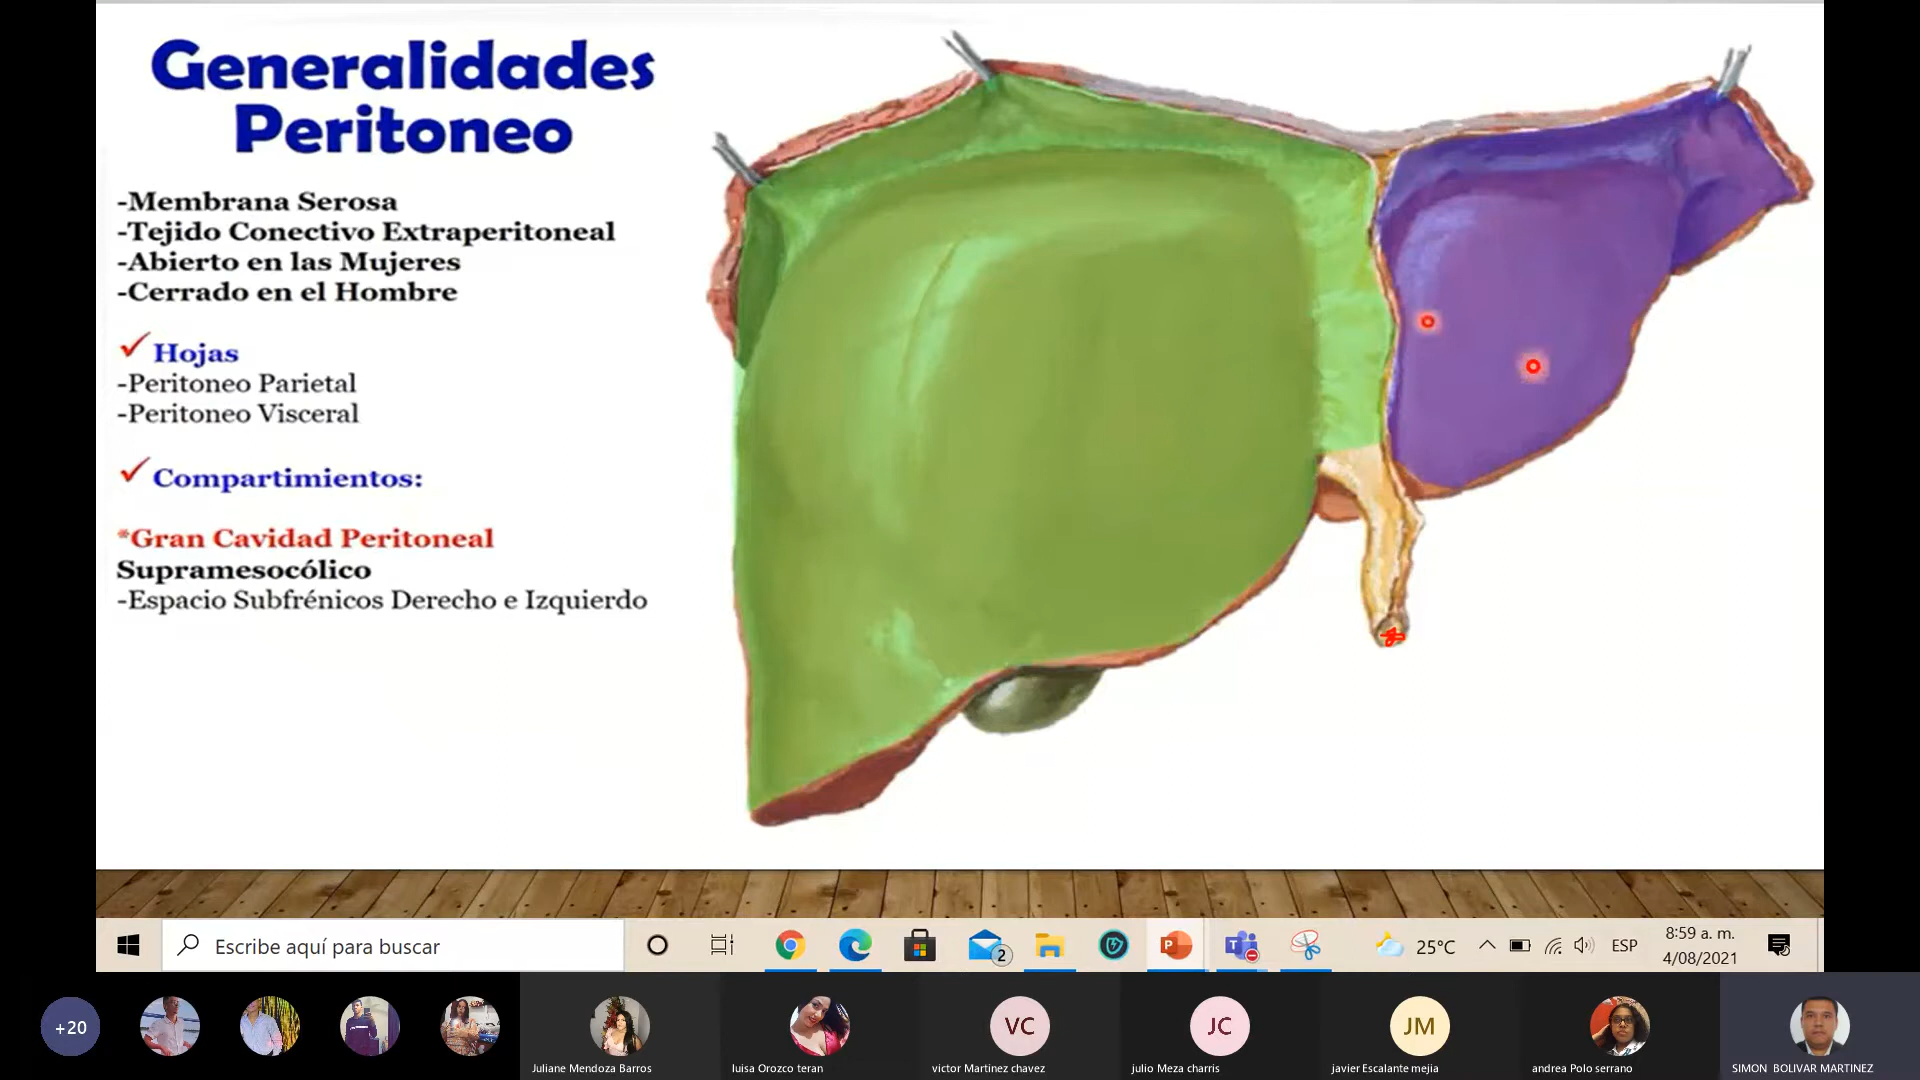 Generalidades
Peritoneo
-Membrana Serosa
-Tejido Conectivo Extraperitoneal
-Abierto en las Mujeres
-Cerrado en el Hombre
Hojas
-Peritoneo Parietal
-Peritoneo Visceral
Compartimientos:
*Gran Cavidad Peritoneal
Supramesocólico
-Espacio Subfrénicos Derecho e Izquierdo
Escribe aquí para buscar
2
25°C
ESP
8:59 a. m.
4/08/2021
+20
VC
JC
JM
Juliane Mendoza Barros
luisa Orozco teran
victor Martinez chavez
julio Meza charris
javier Escalante mejia
andrea Polo serrano
SIMON BOLIVAR MARTINEZ